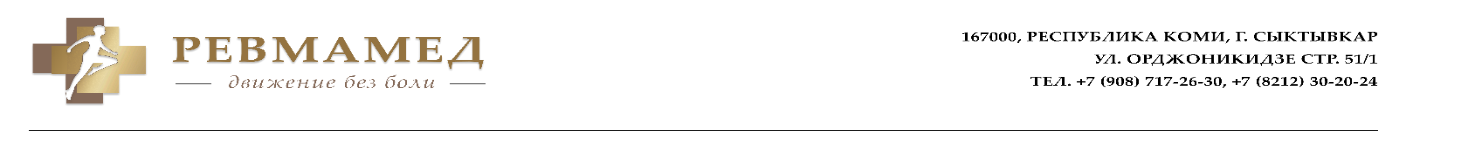 РЕВМАМЕД
движение без боли
167000, РЕСПУБЛИКА КОМИ, Г. СЫКТЫВКАР
УЛ. ОРДЖОНИКИДЗЕ СТР. 51/1
ТЕЛ. +7 (908) 717-26-30, +7 (8212) 30-20-24